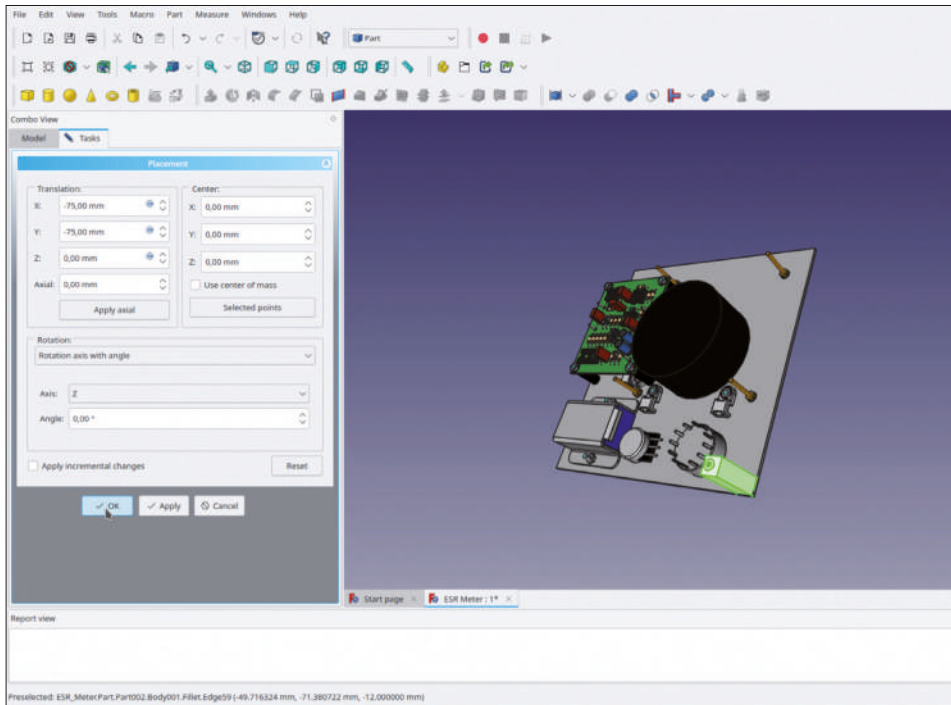 File Edit View Tools Macro Part Measure Windows Help
Part
Combo View
Model Tasks
Placement
Translation: Center:
X: -75,00 mm X: 0,00 mm
Y: -75,00 mm Y: 0,00 mm
Z: 0,00 mm Z: 0,00 mm
Axial: 0,00 mm Use center of mass
Apply axial Selected points
Rotation:
Rotation axis with angle
Axis: Z
Angle: 0,00 °
Apply incremental changes Reset
OK Apply Cancel
Start page ESR Meter : 1*
Report view
Preselected: ESR_Meter.Part.Part002.Body001.Fillet.Edge59 (-49.716324 mm, -71.380722 mm, -12.000000 mm)